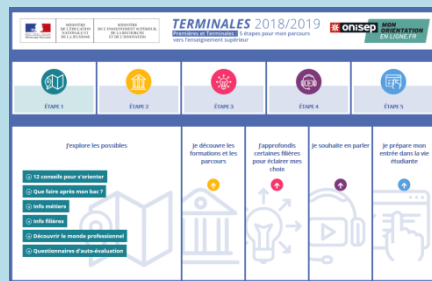 MINISTÈRE
DE L'ÉDUCATION
NATIONALE ET
DE LA JEUNESSE
MINISTÈRE
DE L'ENSEIGNEMENT SUPÉRIEUR,
DE LA RECHERCHE
ET DE L'INNOVATION
TERMINALES 2018/2019
Premières et Terminales : 5 étapes pour mon parcours
vers l'enseignement supérieur
onisep
MON
ORIENTATION
EN LIGNE.FR
ÉTAPE 1
ÉTAPE 2
ÉTAPE 3
ÉTAPE 4
ÉTAPE 5
J'explore les possibles
12 conseils pour s'orienter
Que faire après mon bac ?
Infos métiers
Infos filières
Découvrir le monde professionnel
Questionnaires d'auto-évaluation
Je découvre les
formations et les
parcours
J'approfondis
certaines filières
pour éclairer mes
choix
Je souhaite en parler
Je prépare mon
entrée dans la vie
étudiante